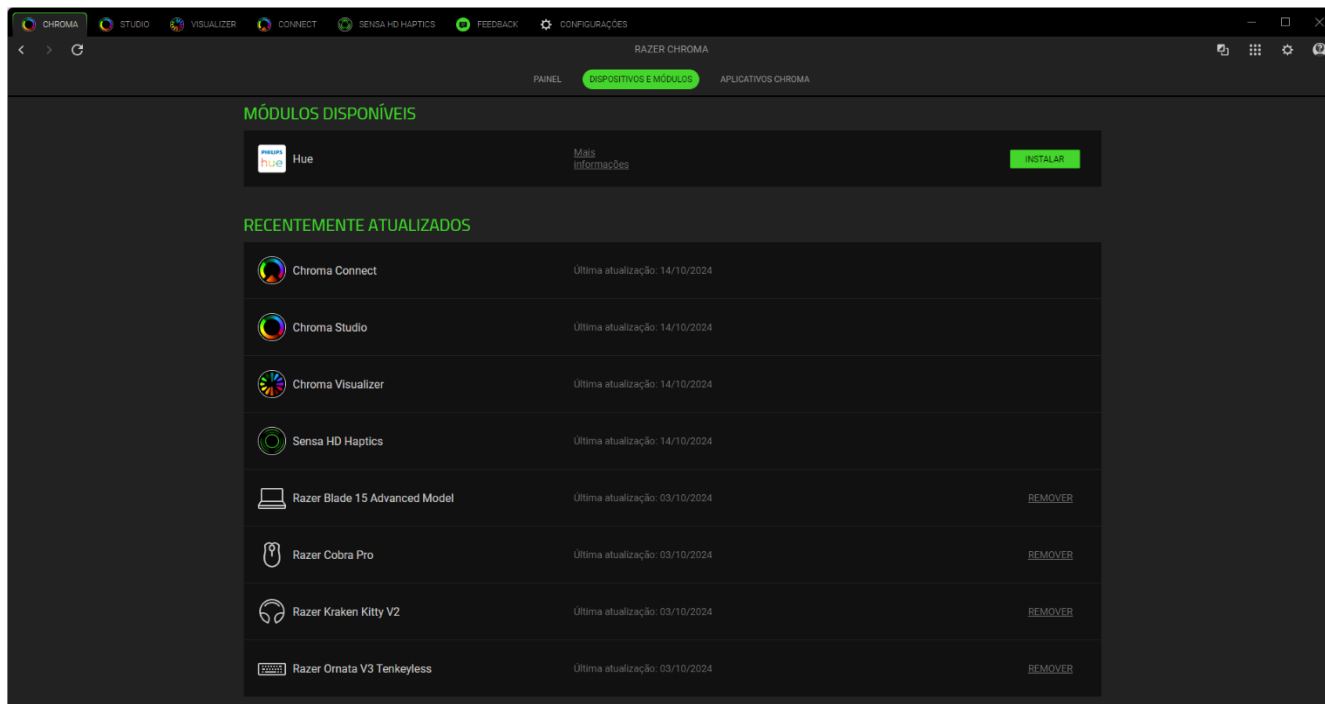 CHROMA STUDIO VISUALIZER CONNECT SENSA HD HAPTICS FEEDBACK CONFIGURAÇÕES
RAZER CHROMA
PAINEL DISPOSITIVOS E MÓDULOS APLICATIVOS CHROMA
MÓDULOS DISPONÍVEIS
PHILIPS
hue
Hue
Mais
informações
INSTALAR
RECENTEMENTE ATUALIZADOS
Chroma Connect Última atualização: 14/10/2024
Chroma Studio Última atualização: 14/10/2024
Chroma Visualizer Última atualização: 14/10/2024
Sensa HD Haptics Última atualização: 14/10/2024
Razer Blade 15 Advanced Model Última atualização: 03/10/2024 REMOVER
Razer Cobra Pro Última atualização: 03/10/2024 REMOVER
Razer Kraken Kitty V2 Última atualização: 03/10/2024 REMOVER
Razer Ornata V3 Tenkeyless Última atualização: 03/10/2024 REMOVER